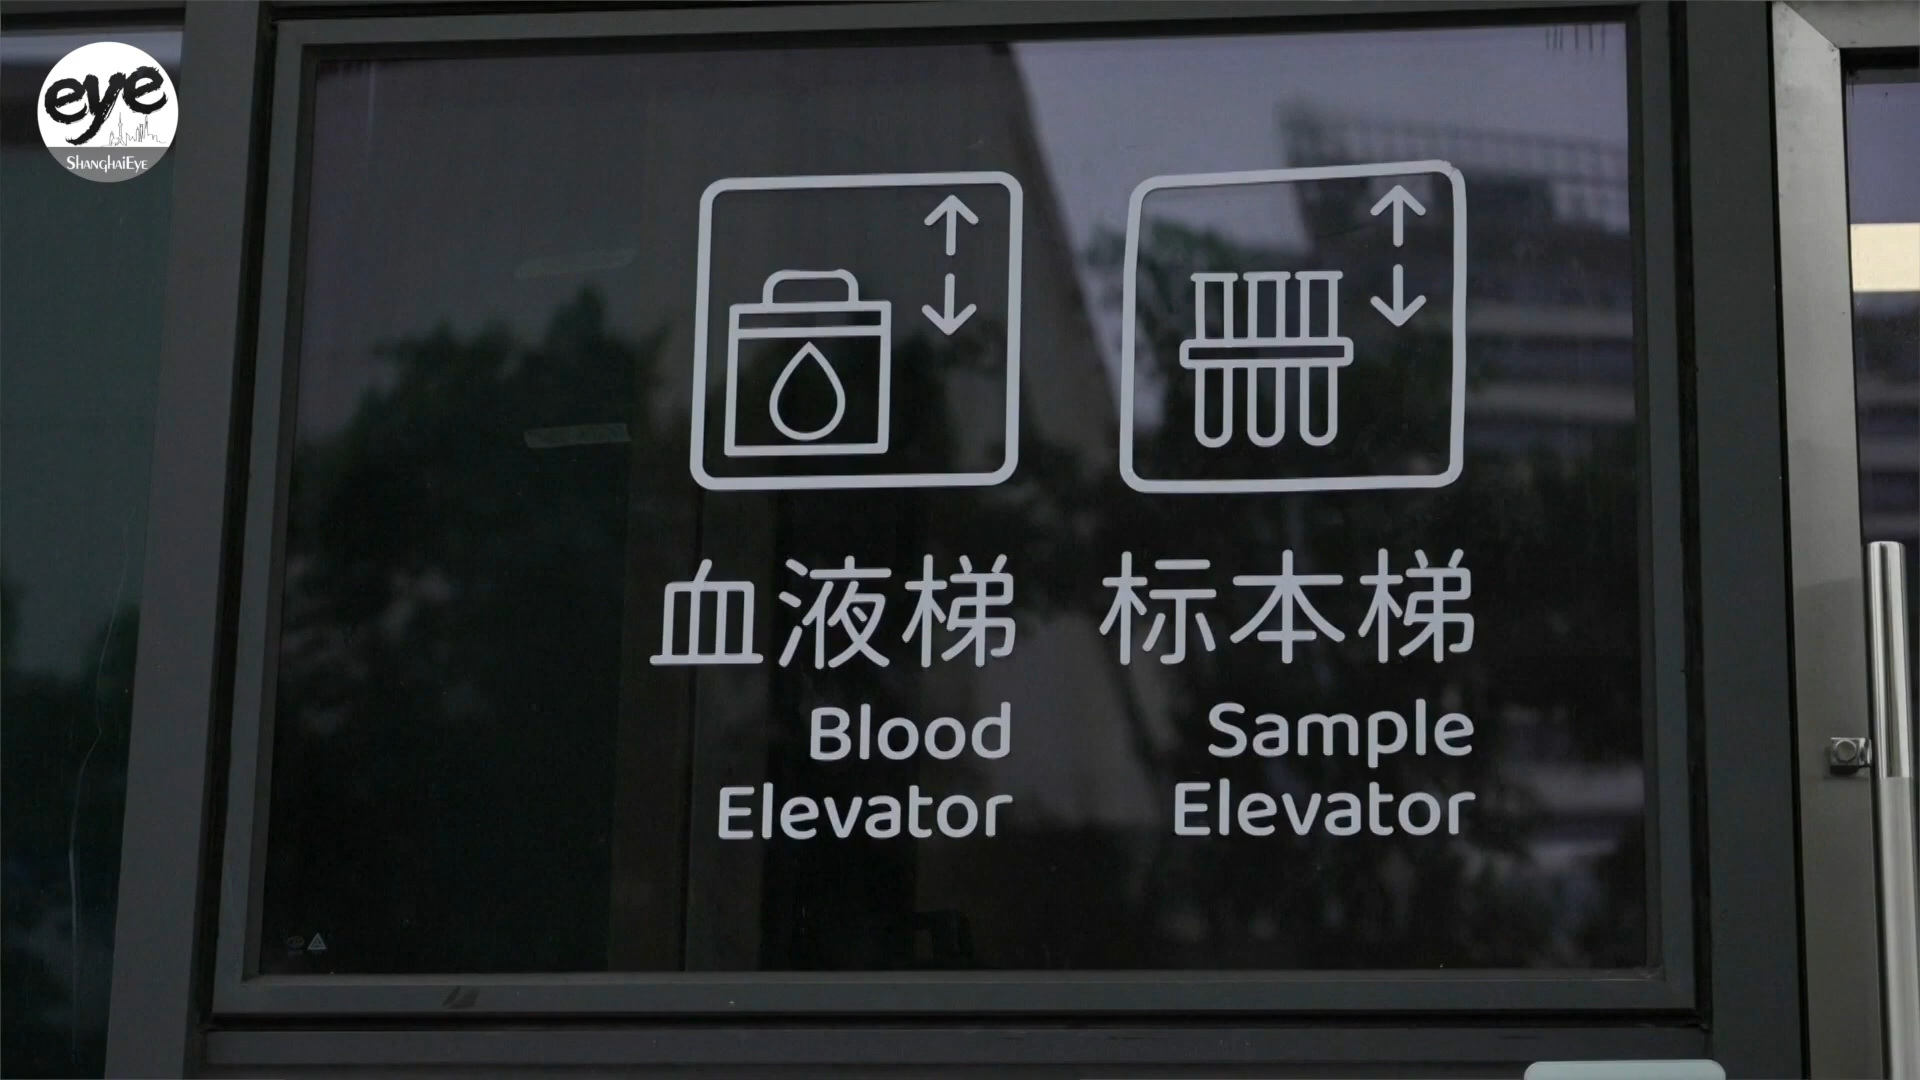 eye
SHANGHAIEYE
血液梯
Blood
Elevator
标本梯
Sample
Elevator